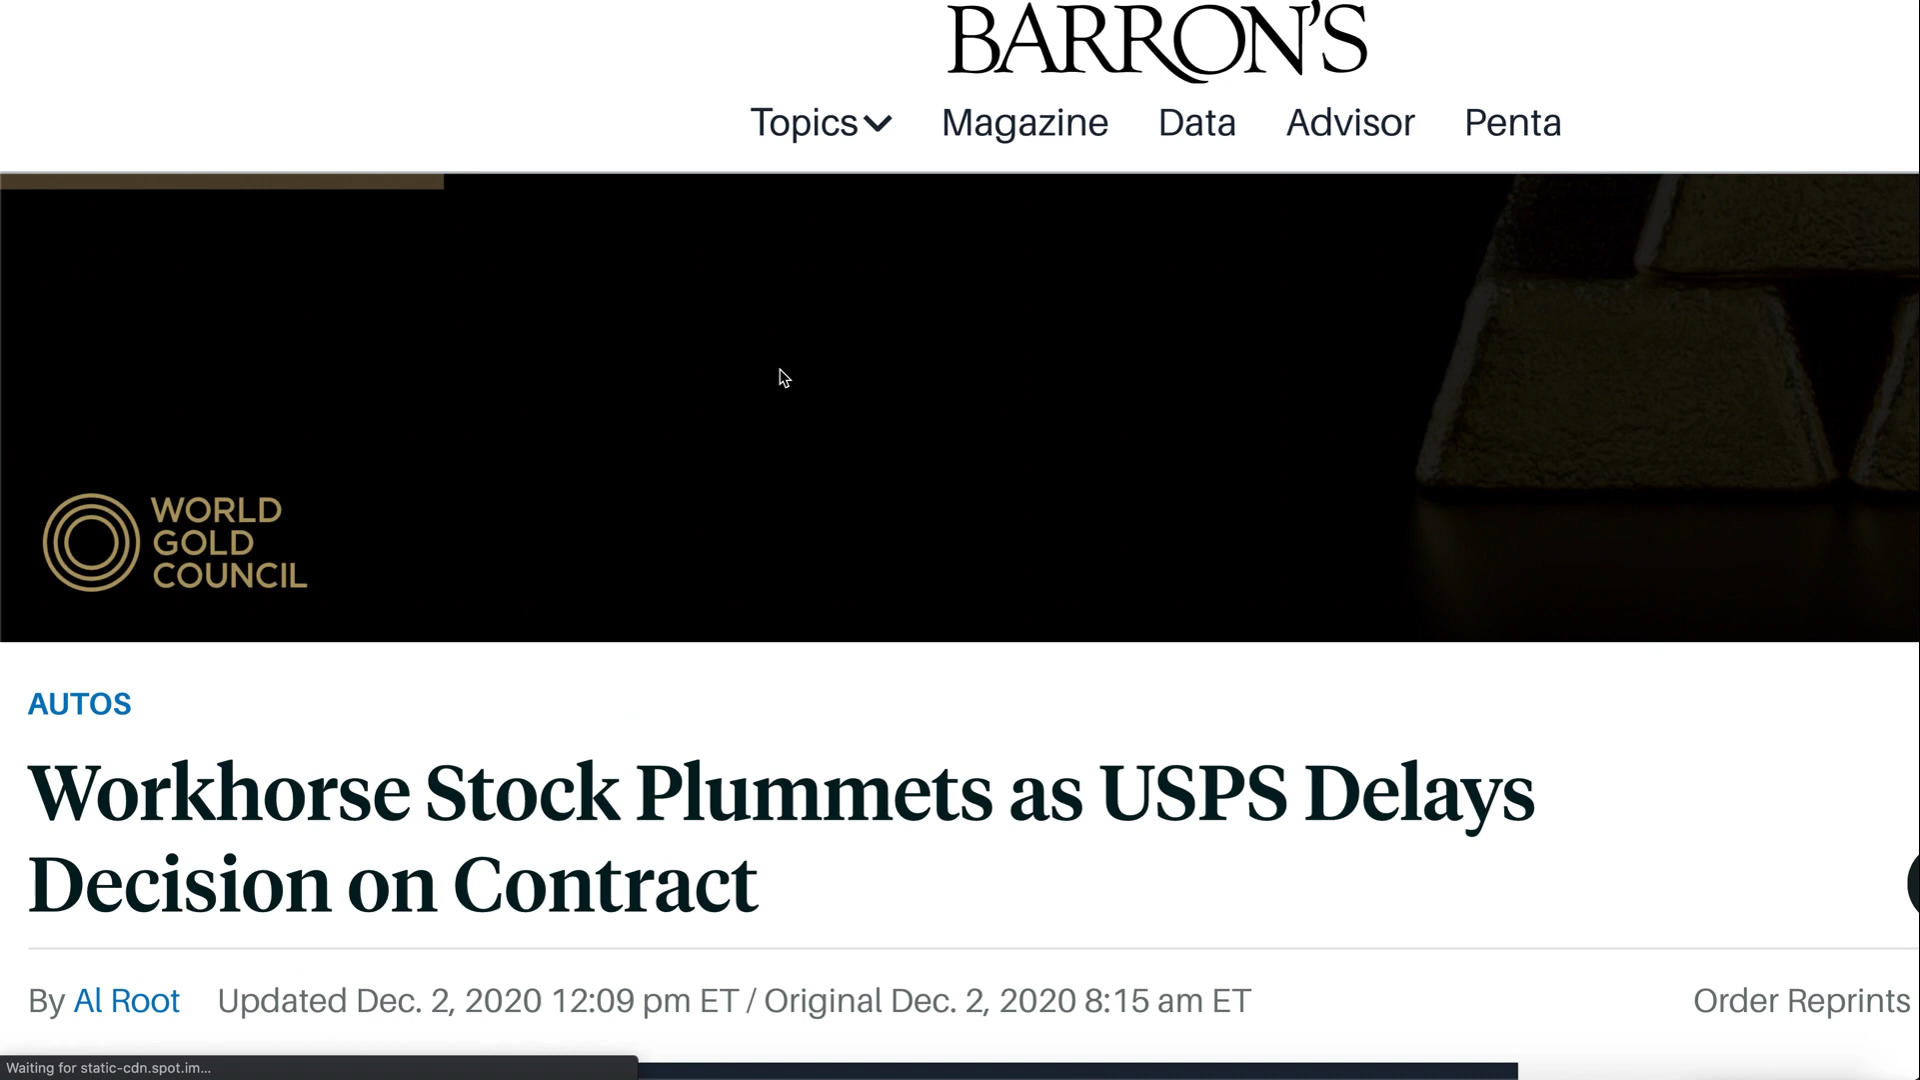 BARRON'S
Topics Magazine Data Advisor Penta
WORLD
GOLD
COUNCIL
AUTOS
Workhorse Stock Plummets as USPS Delays
Decision on Contract
By Al Root Updated Dec. 2, 2020 12:09 pm ET / Original Dec. 2, 2020 8:15 am ET Order Reprints
Waiting for static-cdn.spot.im...